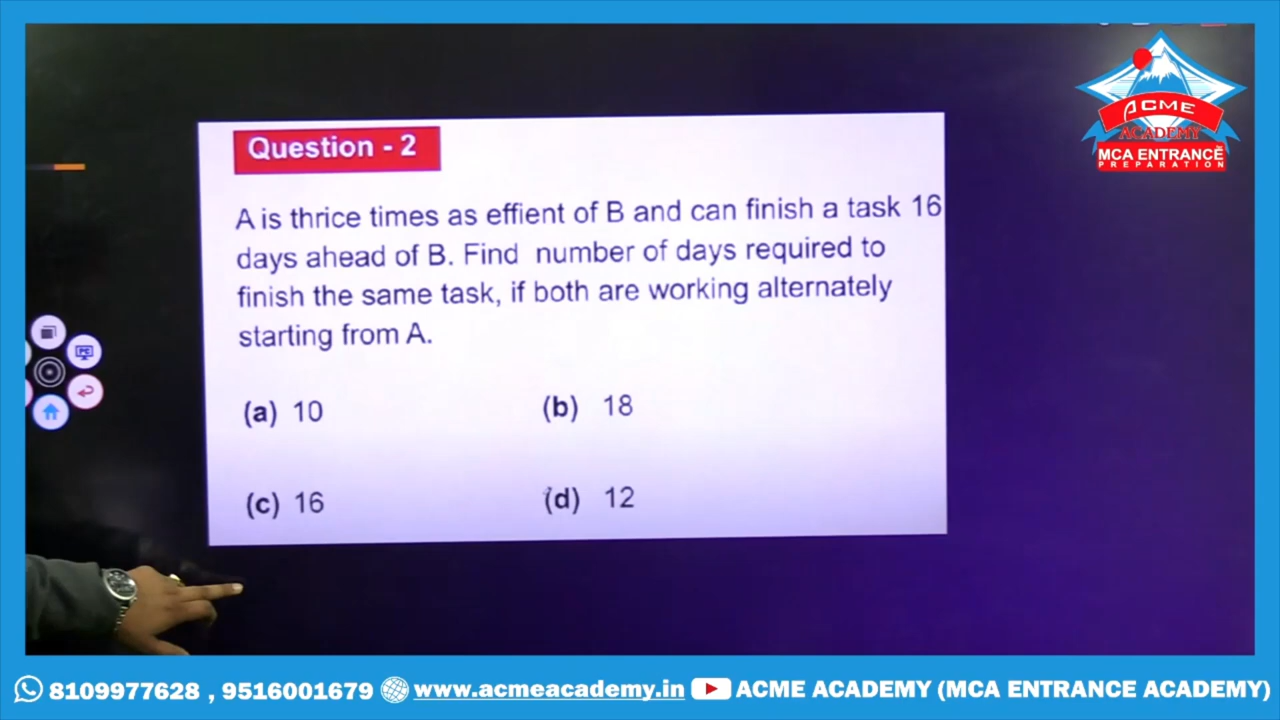 ACME
ACADEMY
MCA ENTRANCE
PREPARATION
Question - 2
A is thrice times as effient of B and can finish a task 16
days ahead of B. Find number of days required to
finish the same task, if both are working alternately
starting from A.
(a) 10
(b) 18
(c) 16
(d) 12
PC
8109977628 , 9516001679 www.acmeacademy.in ACME ACADEMY (MCA ENTRANCE ACADEMY)